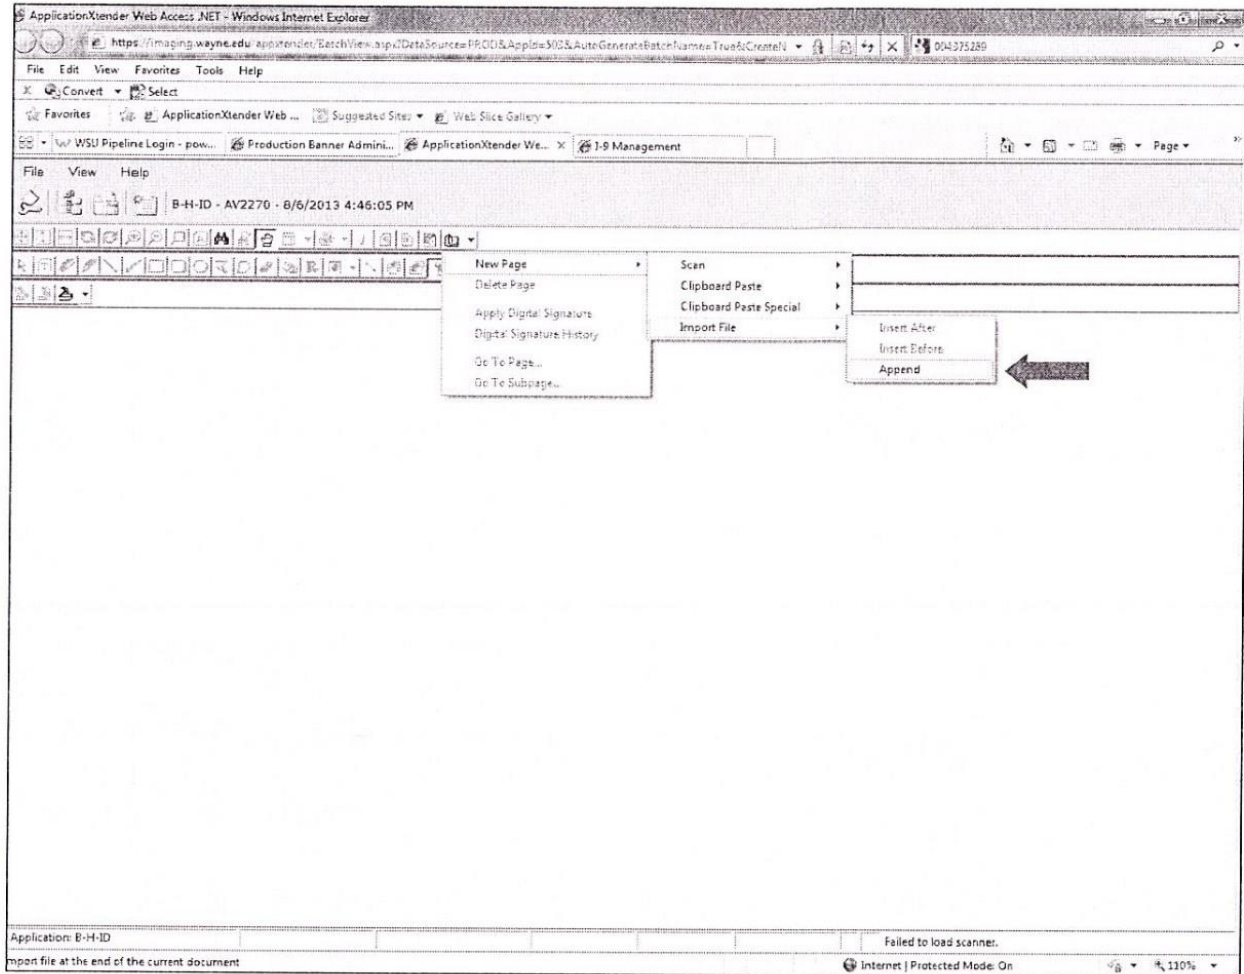 ApplicationXtender Web Access .NET - Windows Internet Explorer
https://imaging.wayne.edu appxtender/BatchView.aspx?DataSource=PROD&AppId=503&AutoGenerateBatchName=True&CreateN
004375289
File Edit View Favorites Tools Help
X Convert Select
Favorites ApplicationXtender Web ... Suggested Sites Web Slice Gallery
WSU Pipeline Login - pow... Production Banner Admini... ApplicationXtender We... X I-9 Management Page
File View Help
B-H-ID - AV2270 - 8/6/2013 4:46:05 PM
New Page
Delete Page
Apply Digital Signature
Digital Signature History
Go To Page...
Go To Subpage...
Scan
Clipboard Paste
Clipboard Paste Special
Import File
Insert After
Insert Before
Append
Application: B-H-ID Failed to load scanner.
mport file at the end of the current document Internet | Protected Mode: On 110%